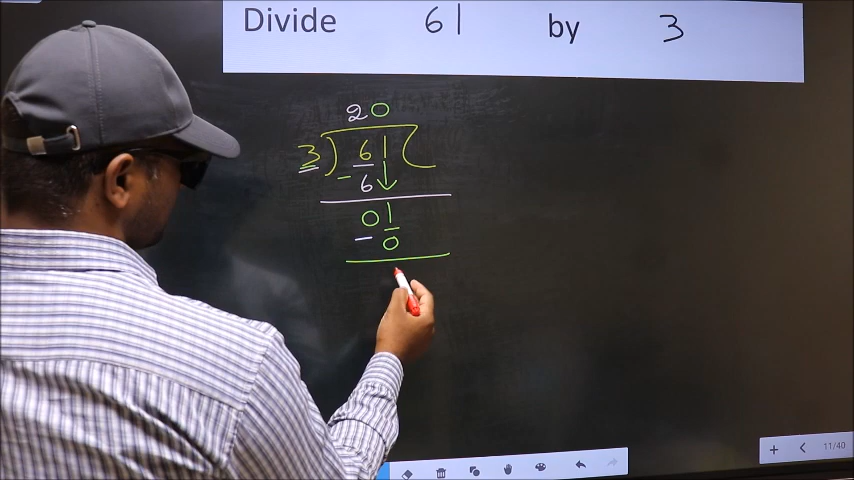 Divide 61 by 3
20
3) 61 (
- 6
01
- 0
+ < 11/40